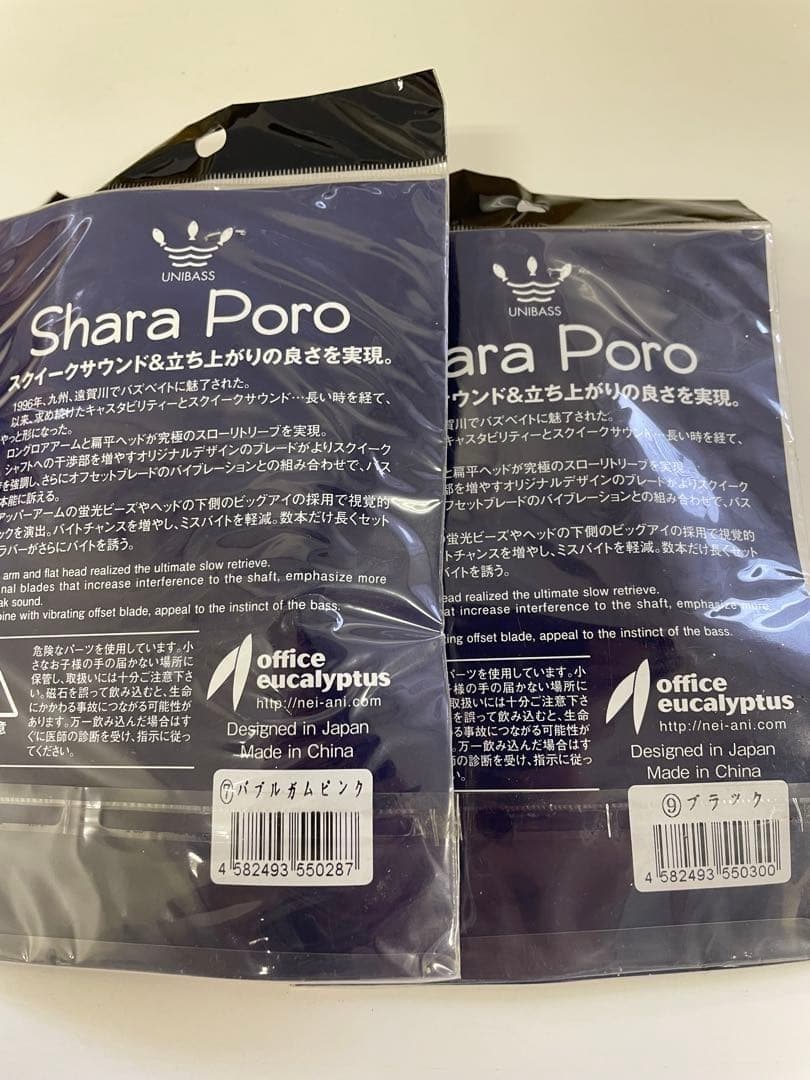 UNIBASS
Shara Poro
スクイークサウンド&立ち上がりの良さを実現。
1996年、九州、遠賀川でバズベイトに魅了された。
以来、求め続けたキャスタビリティーとスクイークサウンド…長い時を経て、
やっと形になった。
ロングロアアームと扁平ヘッドが究極のスローリトリーブを実現。
シャフトへの干渉部を増やすオリジナルデザインのブレードがよりスクイーク
を強調し、さらにオフセットブレードのバイブレーションとの組み合わせで、バス
本能に訴える。
アッパーアームの蛍光ビーズやヘッドの下側のビッグアイの採用で視覚的
ックを演出。バイトチャンスを増やし、ミスバイトを軽減。数本だけ長くセット
ラバーがさらにバイトを誘う。
arm and flat head realized the ultimate slow retrieve.
nal blades that increase interference to the shaft, emphasize more
ak sound.
bine with vibrating offset blade, appeal to the instinct of the bass.
危険なパーツを使用しています。小
さなお子様の手の届かない場所に
保管し、取扱いには十分ご注意下さ
い。磁石を誤って飲み込むと、生命
にかかわる事故につながる可能性が
あります。万一飲み込んだ場合はす
ぐに医師の診断を受け、指示に従っ
てください。
office
eucalyptus
http://nei-ani.com
Designed in Japan
Made in China
⑦バブルガムピンク
4 582493 550287
UNIBASS
ara Poro
ウンド&立ち上がりの良さを実現。
賀川でバズベイトに魅了された。
キャスタビリティーとスクイークサウンド…長い時を経て、
と扁平ヘッドが究極のスローリトリーブを実現。
部を増やすオリジナルデザインのブレードがよりスクイーク
オフセットブレードのバイブレーションとの組み合わせで、バス
の蛍光ビーズやヘッドの下側のビッグアイの採用で視覚的
イトチャンスを増やし、ミスバイトを軽減。数本だけ長くセット
バイトを誘う。
ead realized the ultimate slow retrieve.
at increase interference to the shaft, emphasize more
ing offset blade, appeal to the instinct of the bass.
パーツを使用しています。小
子様の手の届かない場所に
取扱いには十分ご注意下さ
を誤って飲み込むと、生命
る事故につながる可能性が
万一飲み込んだ場合はす
師の診断を受け、指示に従っ
い。
office
eucalyptus
http://nei-ani.com
Designed in Japan
Made in China
⑨ブラック
4 582493 550300